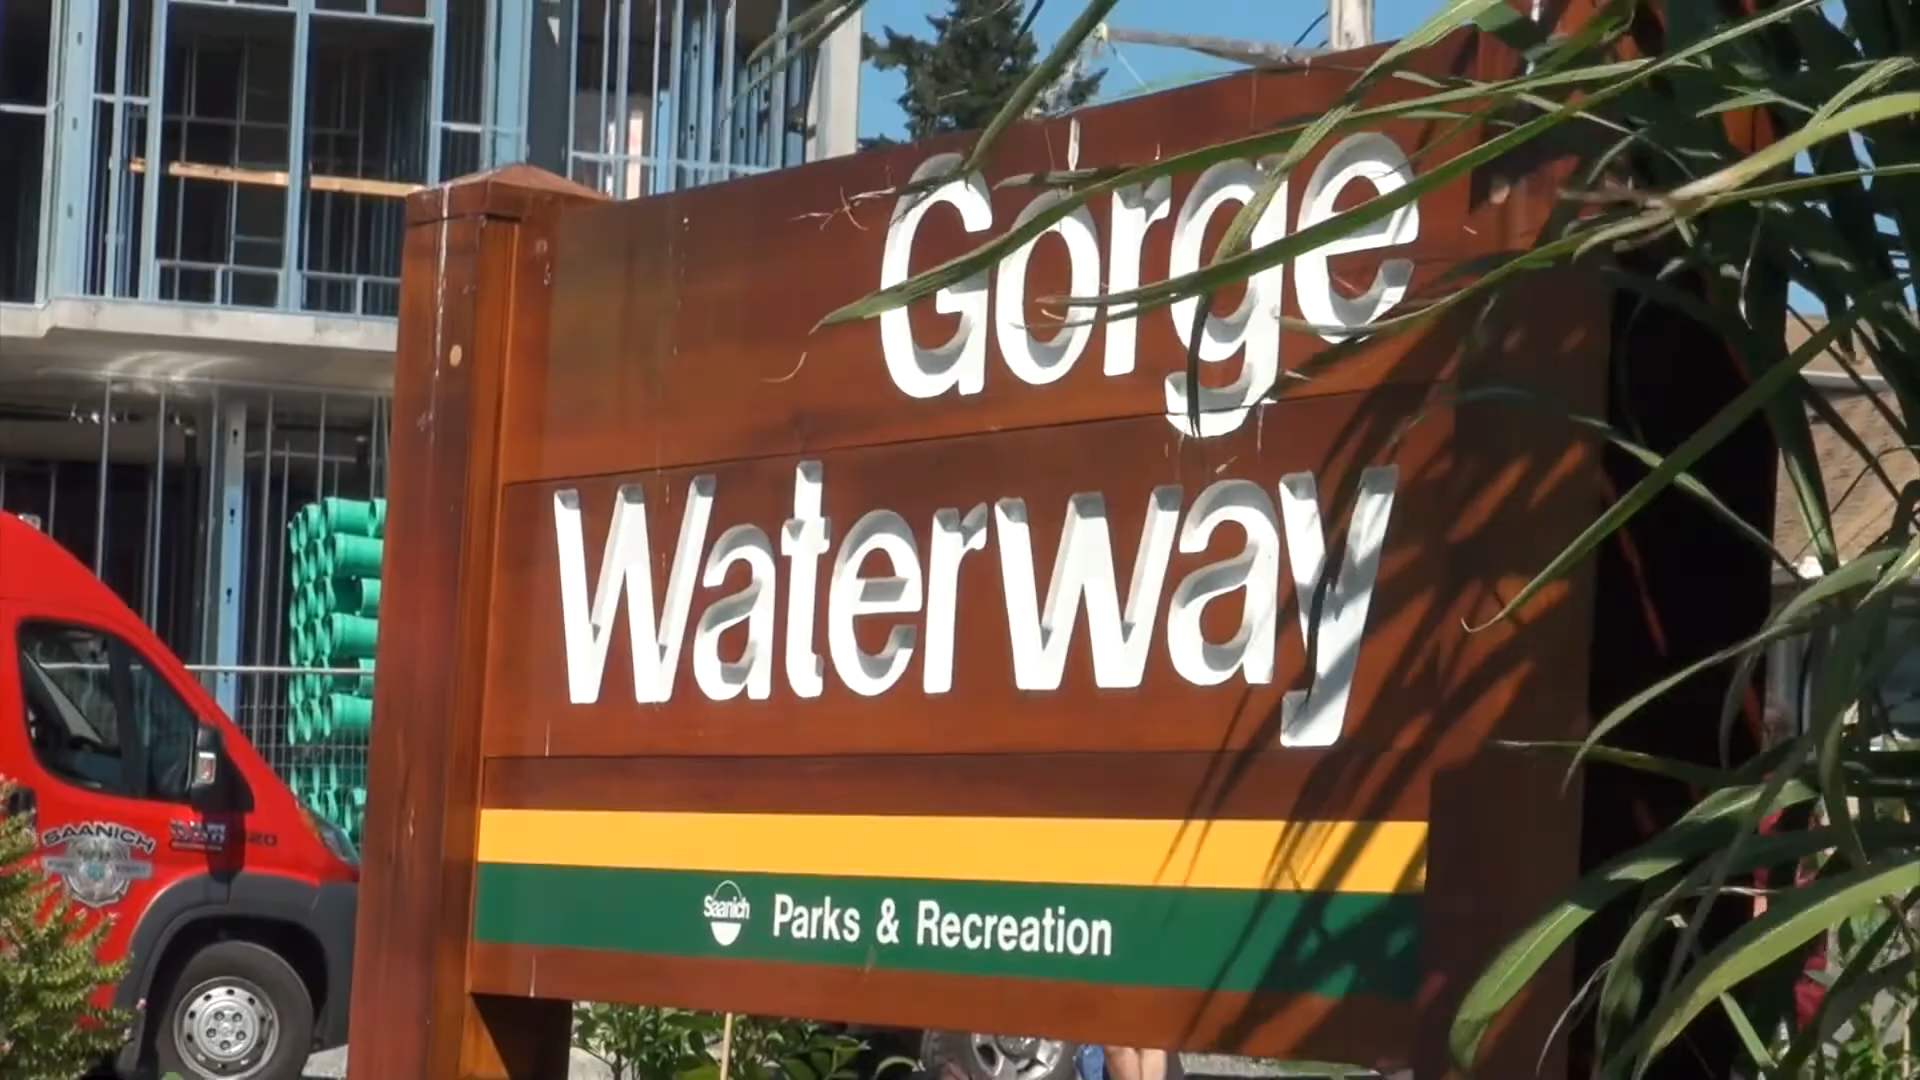 Gorge
Waterway
Saanich
Parks & Recreation
SAANICH